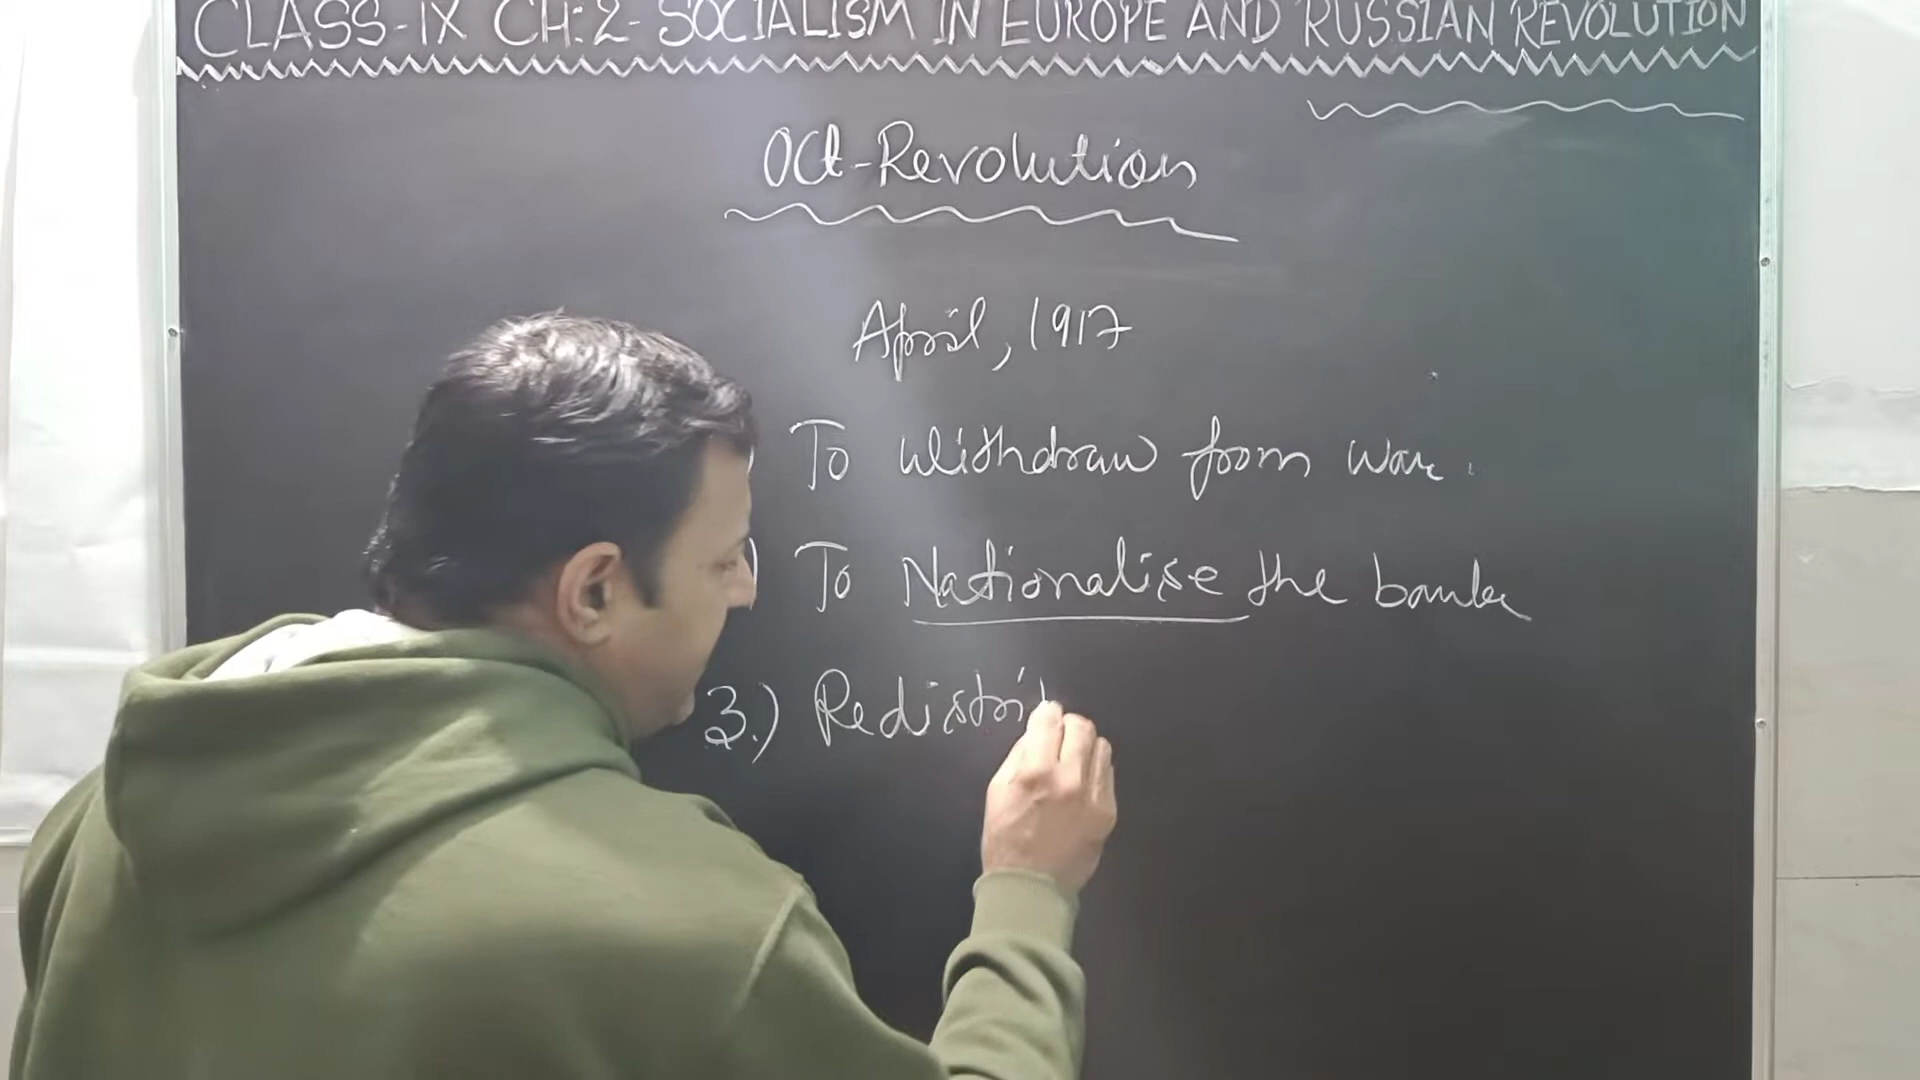 CLASS-IX CH:2- SOCIALISM IN EUROPE AND RUSSIAN REVOLUTION
Oct-Revolution
April, 1917
) To Withdraw from war.
) To Nationalise the banks
3.) Redistrib